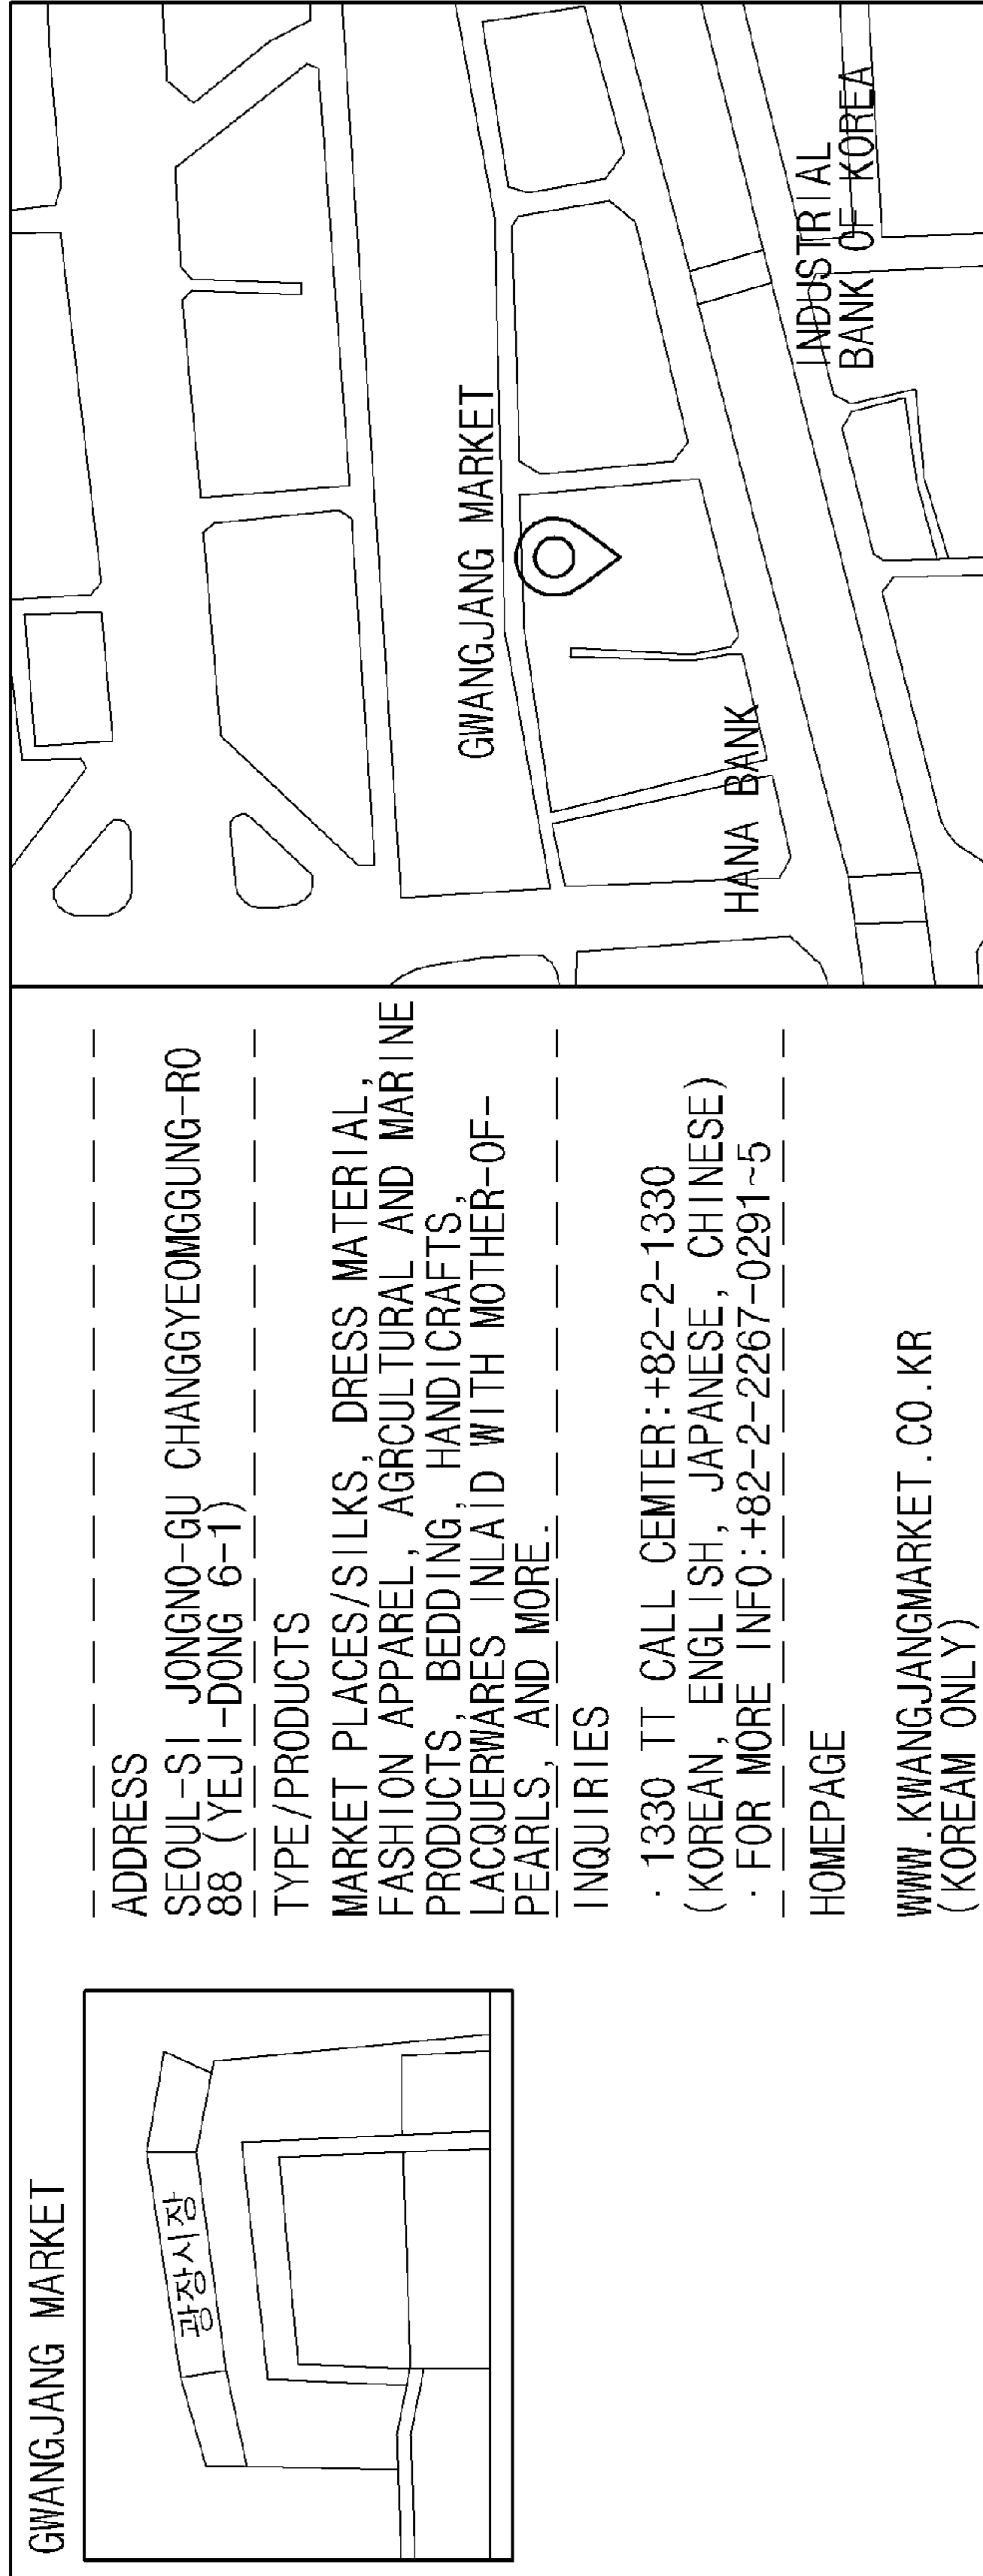 GWANGJANG MARKET
광장시장
ADDRESS
SEOUL-SI JONGNO-GU CHANGGYEOMGGUNG-RO
88 (YEJI-DONG 6-1)
TYPE/PRODUCTS
MARKET PLACES/SILKS, DRESS MATERIAL,
FASHION APPAREL, AGRCULTURAL AND MARINE
PRODUCTS, BEDDING, HANDICRAFTS,
LACQUERWARES INLAID WITH MOTHER-OF-
PEARLS, AND MORE.
INQUIRIES
· 1330 TT CALL CEMTER:+82-2-1330
(KOREAN, ENGLISH, JAPANESE, CHINESE)
· FOR MORE INFO:+82-2-2267-0291~5
HOMEPAGE
WWW.KWANGJANGMARKET.CO.KR
(KOREAM ONLY)
GWANGJANG MARKET
HANA BANK
INDUSTRIAL
BANK OF KOREA